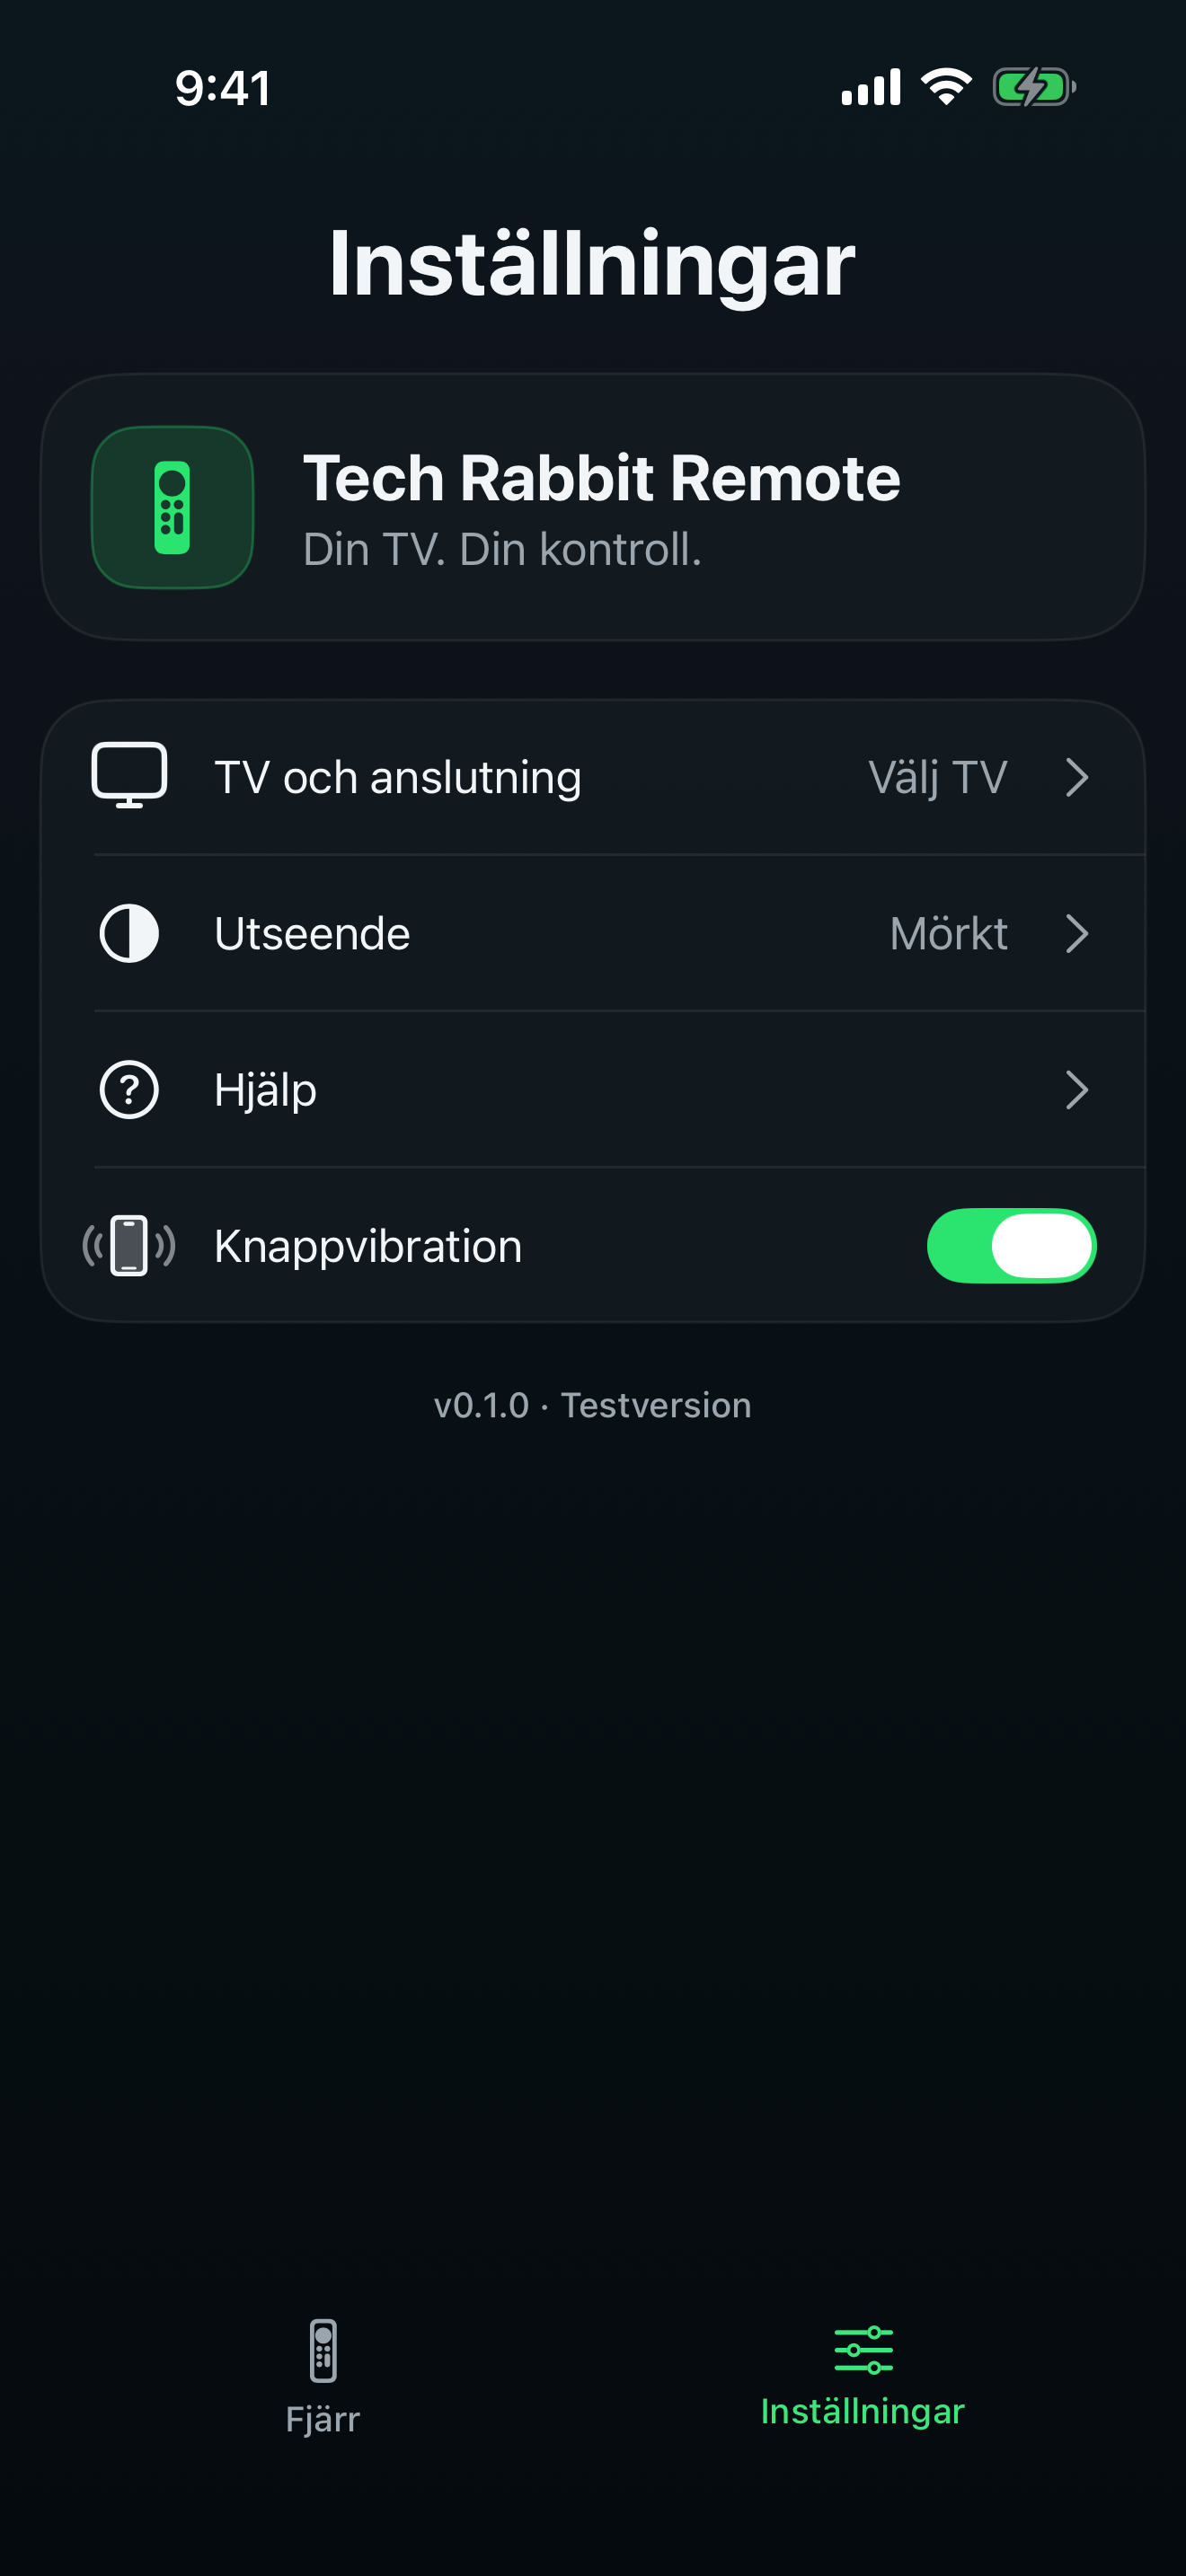 9:41
Inställningar
Tech Rabbit Remote
Din TV. Din kontroll.
TV och anslutning Välj TV
Utseende Mörkt
? Hjälp
Knappvibration
v0.1.0 · Testversion
Fjärr Inställningar